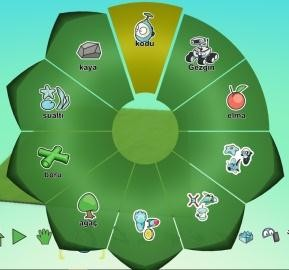 kodu
kaya
Gezgin
sualtı
elma
boru
ağaç